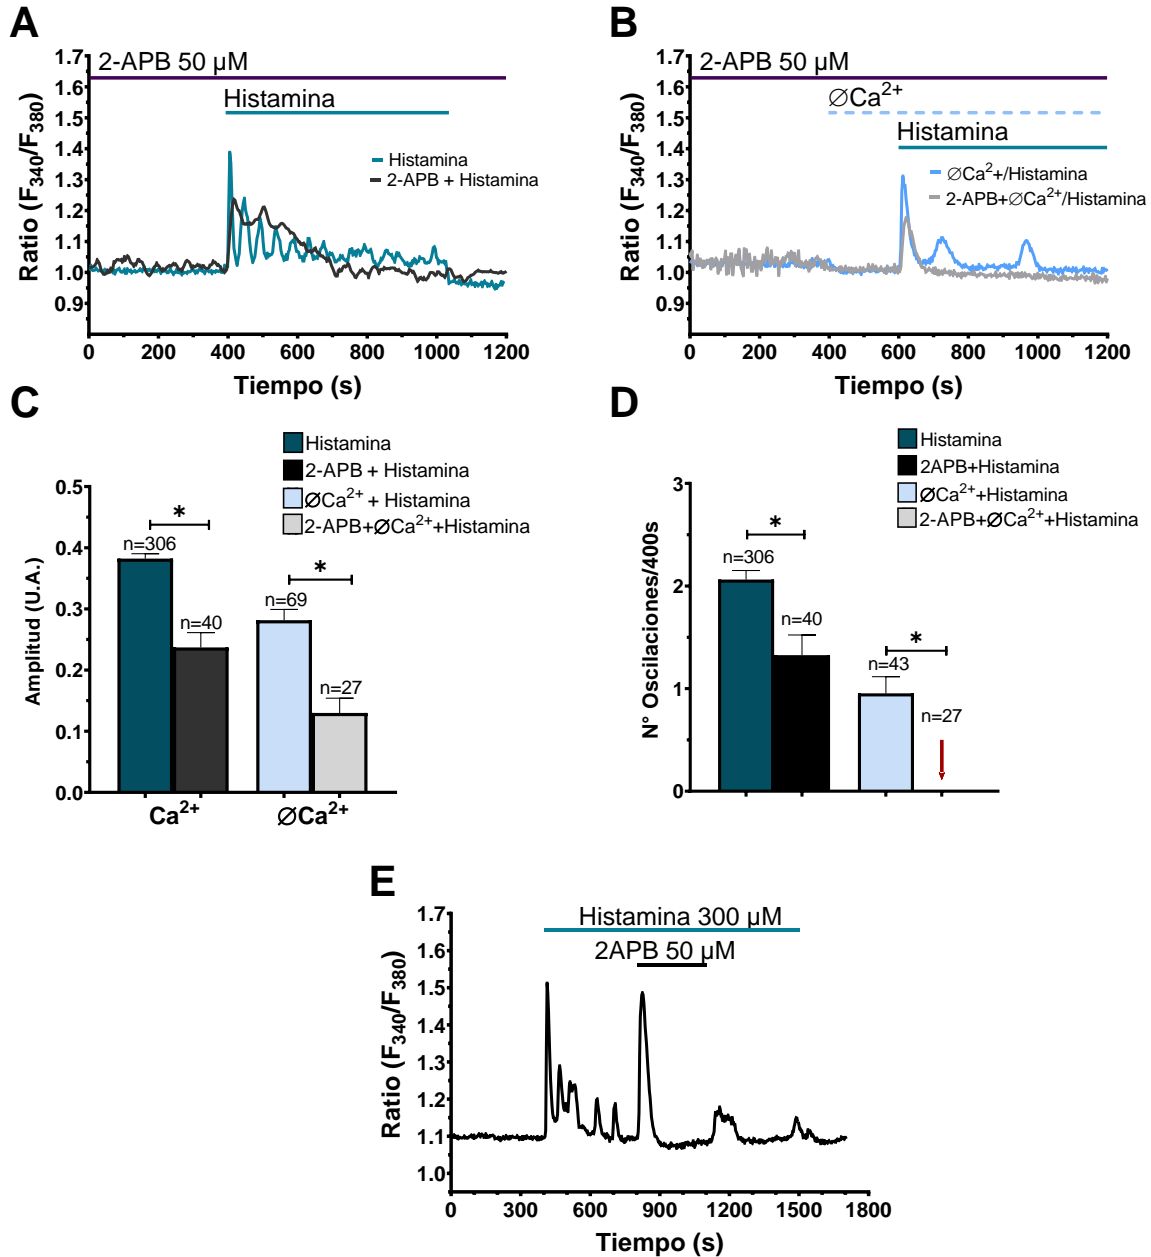 A
2-APB 50 µM
Histamina
Histamina
2-APB + Histamina
Ratio (F340/F380)
1.7
1.6
1.5
1.4
1.3
1.2
1.1
1.0
0.9
0 200 400 600 800 1000 1200
Tiempo (s)
B
2-APB 50 µM
∅Ca²⁺
Histamina
∅Ca²+/Histamina
2-APB+∅Ca²⁺/Histamina
Ratio (F340/F380)
1.7
1.6
1.5
1.4
1.3
1.2
1.1
1.0
0.9
0 200 400 600 800 1000 1200
Tiempo (s)
C
Histamina
2-APB + Histamina
∅Ca²⁺ + Histamina
2-APB+∅Ca²⁺+Histamina
Amplitud (U.A.)
0.5
0.4
0.3
0.2
0.1
0.0
*
n=306
n=40
*
n=69
n=27
Ca²⁺ ∅Ca²⁺
D
Histamina
2APB+Histamina
∅Ca²⁺+Histamina
2-APB+∅Ca²⁺+Histamina
N° Oscilaciones/400s
3
2
1
0
*
n=306
n=40
*
n=43
n=27
E
Histamina 300 µM
2APB 50 µM
Ratio (F340/F380)
1.7
1.6
1.5
1.4
1.3
1.2
1.1
1.0
0 300 600 900 1200 1500 1800
Tiempo (s)